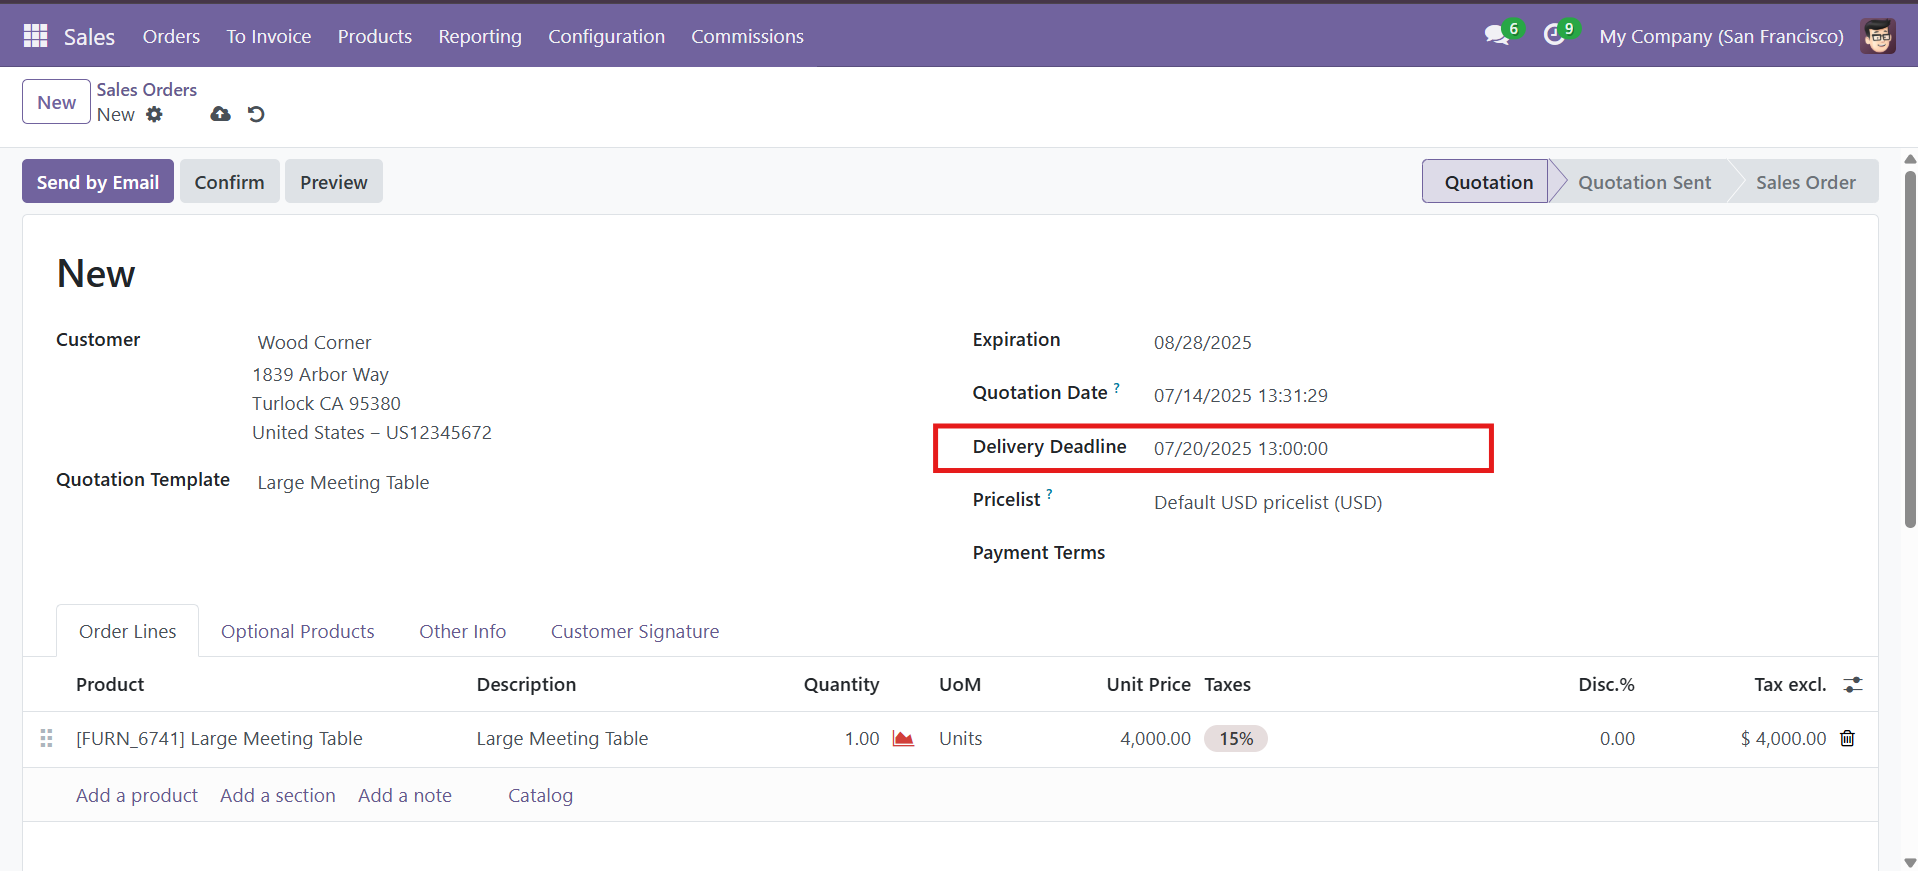 Sales Orders To Invoice Products Reporting Configuration Commissions 6 9 My Company (San Francisco)
New
Sales Orders
New
Send by Email Confirm Preview Quotation Quotation Sent Sales Order
New
Customer Wood Corner
1839 Arbor Way
Turlock CA 95380
United States – US12345672
Quotation Template Large Meeting Table
Expiration 08/28/2025
Quotation Date ? 07/14/2025 13:31:29
Delivery Deadline 07/20/2025 13:00:00
Pricelist ? Default USD pricelist (USD)
Payment Terms
Order Lines Optional Products Other Info Customer Signature
Product Description Quantity UoM Unit Price Taxes Disc.% Tax excl.
[FURN_6741] Large Meeting Table Large Meeting Table 1.00 Units 4,000.00 15% 0.00 $ 4,000.00
Add a product Add a section Add a note Catalog